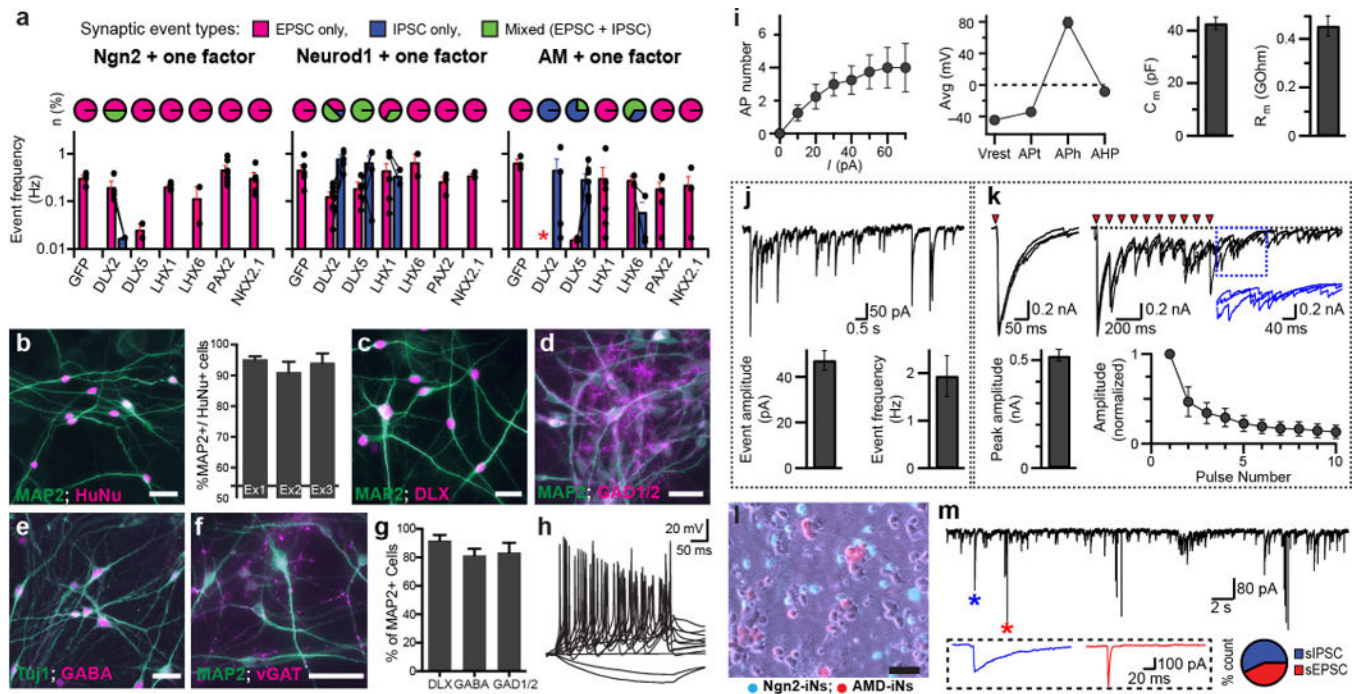 a
Synaptic event types: EPSC only, IPSC only, Mixed (EPSC + IPSC)
Ngn2 + one factor
Neurod1 + one factor
AM + one factor
n (%)
Event frequency
(Hz)
1
0.1
0.01
*
GFP
DLX2
DLX5
LHX1
LHX6
PAX2
NKX2.1
GFP
DLX2
DLX5
LHX1
LHX6
PAX2
NKX2.1
GFP
DLX2
DLX5
LHX1
LHX6
PAX2
NKX2.1
b
MAP2; HuNu
%MAP2+/ HuNu+ cells
100
90
80
70
60
50
Ex1 Ex2 Ex3
c
MAP2; DLX
d
MAP2; GAD1/2
e
Tuj1; GABA
f
MAP2; vGAT
g
% of MAP2+ Cells
100
80
60
40
20
0
DLX GABA GAD1/2
h
20 mV
50 ms
i
AP number
8
6
4
2
0
0 20 40 60
I (pA)
Avg (mV)
80
40
0
−40
Vrest APt APh AHP
Cm (pF)
40
20
0
Rm (GOhm)
0.4
0.2
0
j
50 pA
0.5 s
Event amplitude
(pA)
40
20
0
Event frequency
(Hz)
2
1
0
k
0.2 nA
50 ms
0.2 nA
200 ms
0.2 nA
40 ms
Peak amplitude
(nA)
0.5
0
Amplitude
(normalized)
1
0.5
0
0 5 10
Pulse Number
l
Ngn2-iNs; AMD-iNs
m
80 pA
2 s
* *
100 pA
20 ms
% count
sIPSC
sEPSC